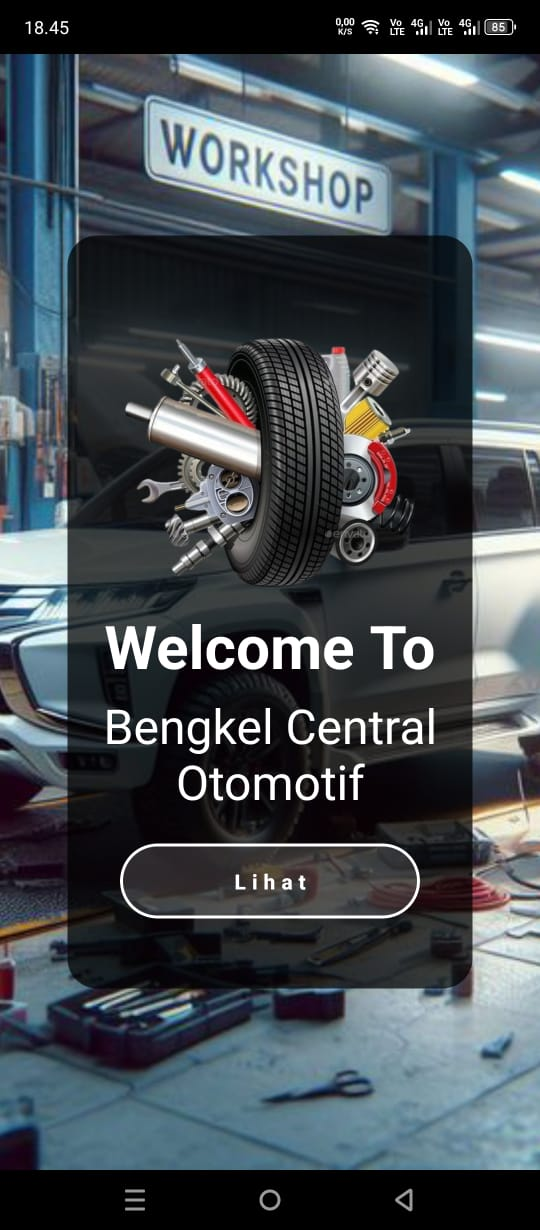 18.45
0,00
K/S
Vo
LTE
4G
Vo
LTE
4G
85
WORKSHOP
Welcome To
Bengkel Central
Otomotif
Lihat